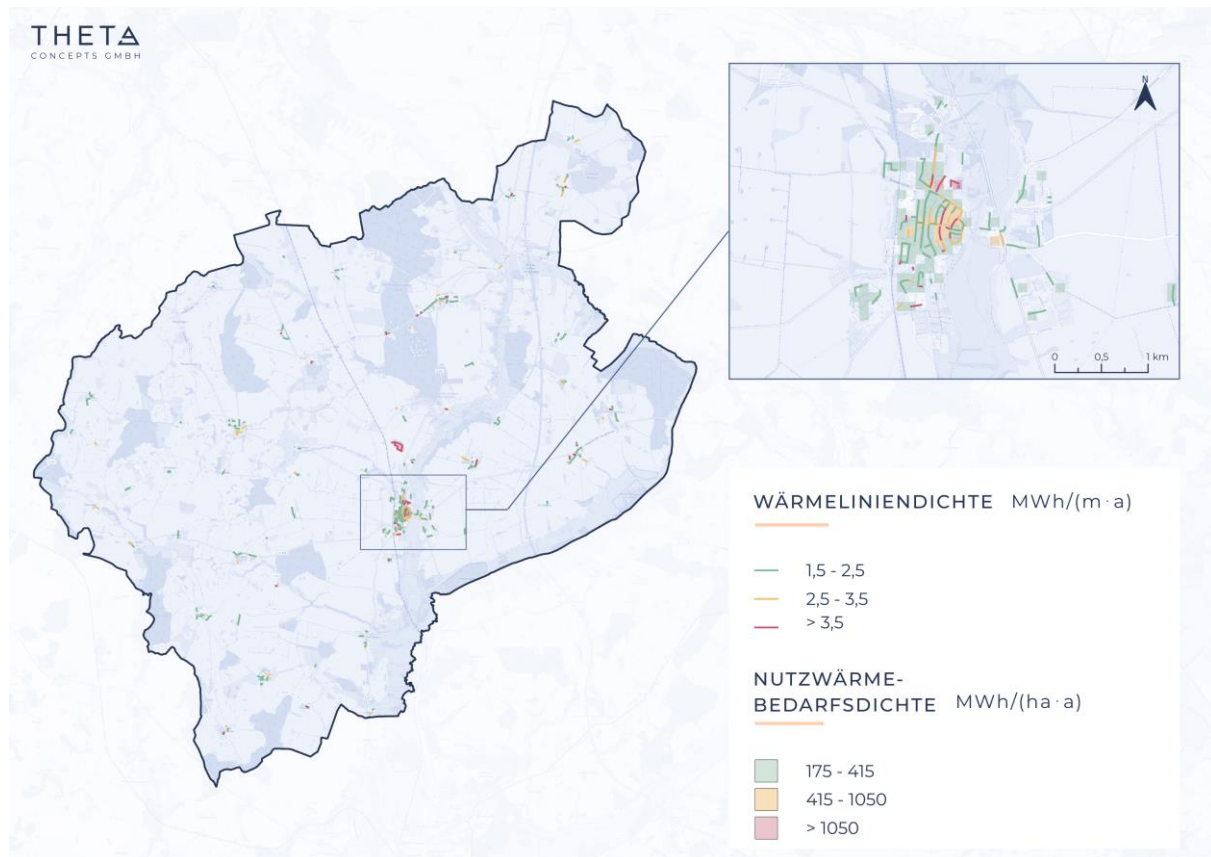 THETA
CONCEPTS GMBH
N
0 0,5 1 km
WÄRMELINIENDICHTE MWh/(m·a)
1,5 - 2,5
2,5 - 3,5
> 3,5
NUTZWÄRME-
BEDARFSDICHTE MWh/(ha·a)
175 - 415
415 - 1050
> 1050